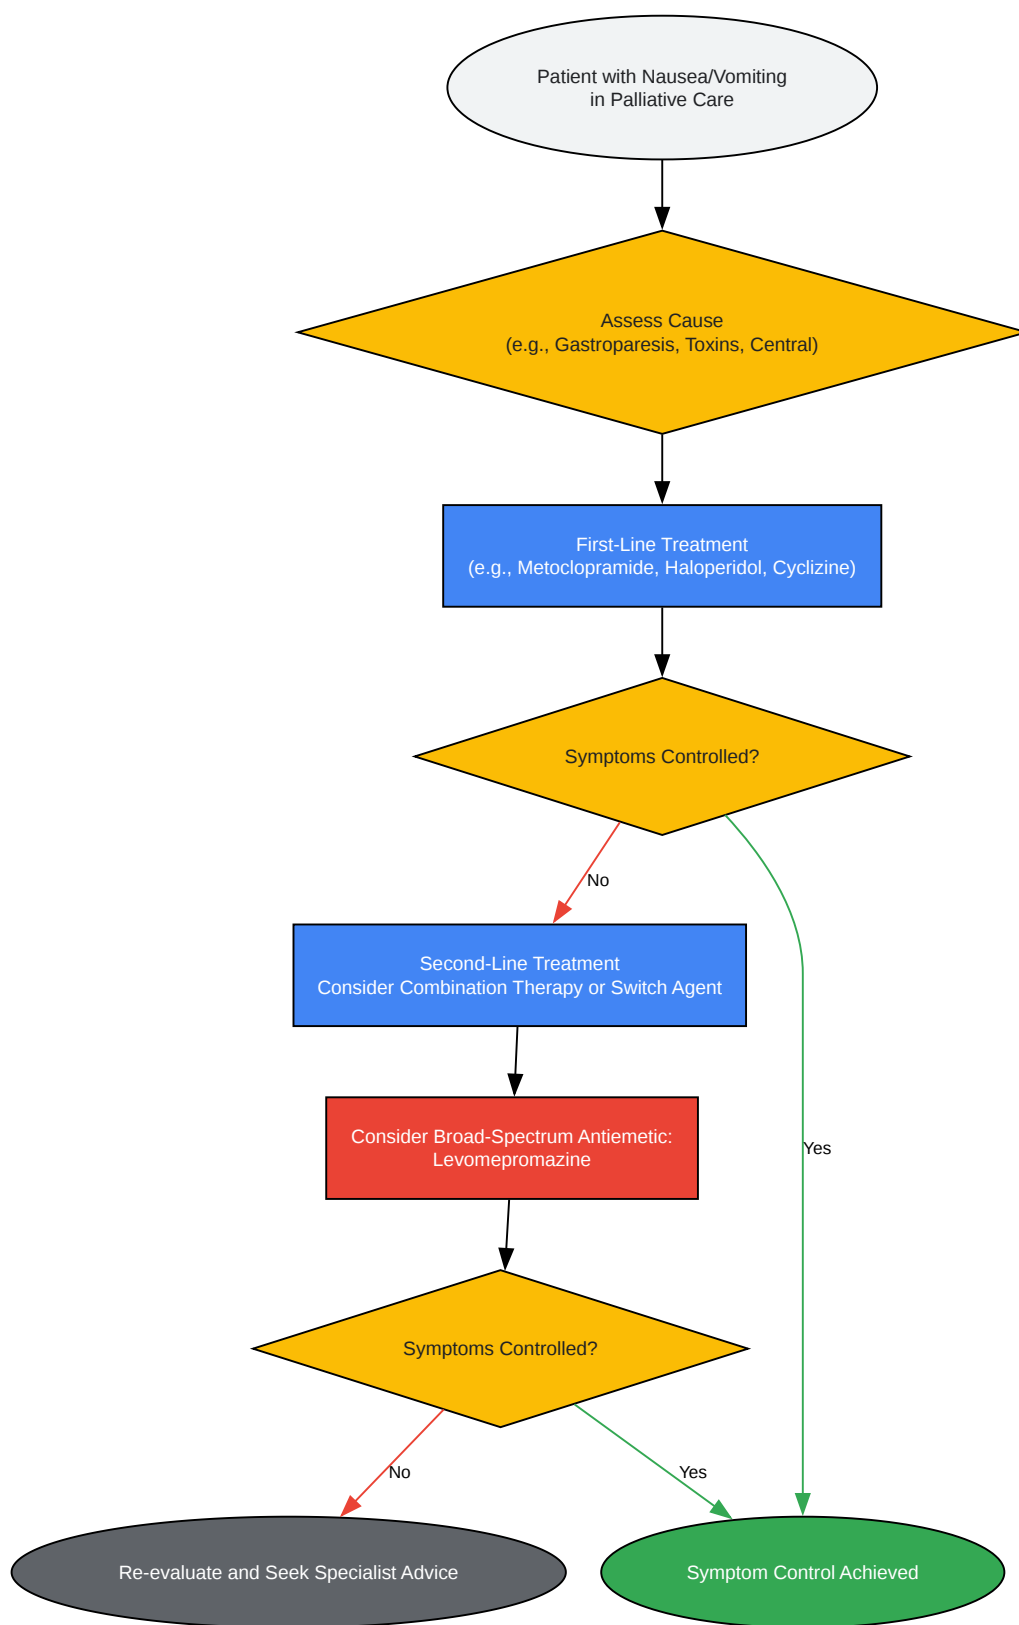 Patient with Nausea/Vomiting
in Palliative Care
Assess Cause
(e.g., Gastroparesis, Toxins, Central)
First-Line Treatment
(e.g., Metoclopramide, Haloperidol, Cyclizine)
Symptoms Controlled?
No
Second-Line Treatment
Consider Combination Therapy or Switch Agent
Consider Broad-Spectrum Antiemetic:
Levomepromazine
Yes
Symptoms Controlled?
No
Yes
Re-evaluate and Seek Specialist Advice
Symptom Control Achieved